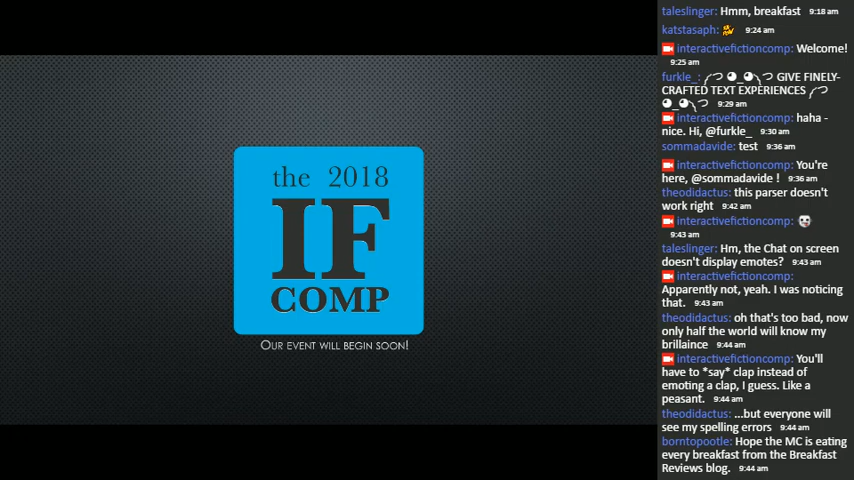 the 2018
IF
COMP
OUR EVENT WILL BEGIN SOON!
taleslinger: Hmm, breakfast 9:18 am
katstasaph: 9:24 am
interactivefictioncomp: Welcome!
9:25 am
furkle_: ༼つ ◕_◕༽つ GIVE FINELY-
CRAFTED TEXT EXPERIENCES ༼つ
◕_◕༽つ 9:29 am
interactivefictioncomp: haha -
nice. Hi, @furkle_ 9:30 am
sommadavide: test 9:36 am
interactivefictioncomp: You're
here, @sommadavide ! 9:36 am
theodidactus: this parser doesn't
work right 9:42 am
interactivefictioncomp:
9:43 am
taleslinger: Hm, the Chat on screen
doesn't display emotes? 9:43 am
interactivefictioncomp:
Apparently not, yeah. I was noticing
that. 9:43 am
theodidactus: oh that's too bad, now
only half the world will know my
brillaince 9:44 am
interactivefictioncomp: You'll
have to *say* clap instead of
emoting a clap, I guess. Like a
peasant. 9:44 am
theodidactus: ...but everyone will
see my spelling errors 9:44 am
borntopootle: Hope the MC is eating
every breakfast from the Breakfast
Reviews blog. 9:44 am